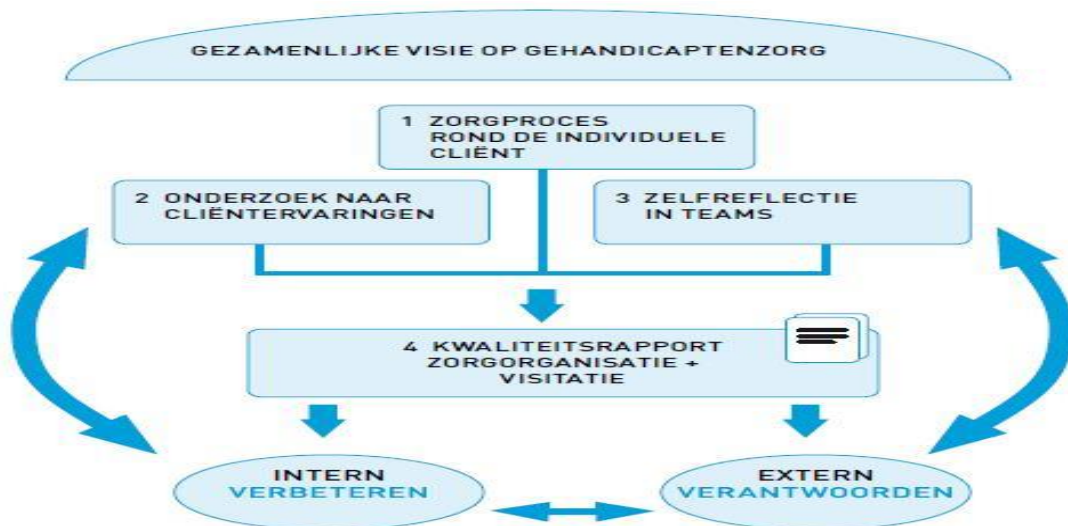 GEZAMENLIJKE VISIE OP GEHANDICAPTENZORG
1 ZORGPROCES
ROND DE INDIVIDUELE
CLIËNT
2 ONDERZOEK NAAR
CLIËNTERVARINGEN
3 ZELFREFLECTIE
IN TEAMS
4 KWALITEITSRAPPORT
ZORGORGANISATIE +
VISITATIE
INTERN
VERBETEREN
EXTERN
VERANTWOORDEN